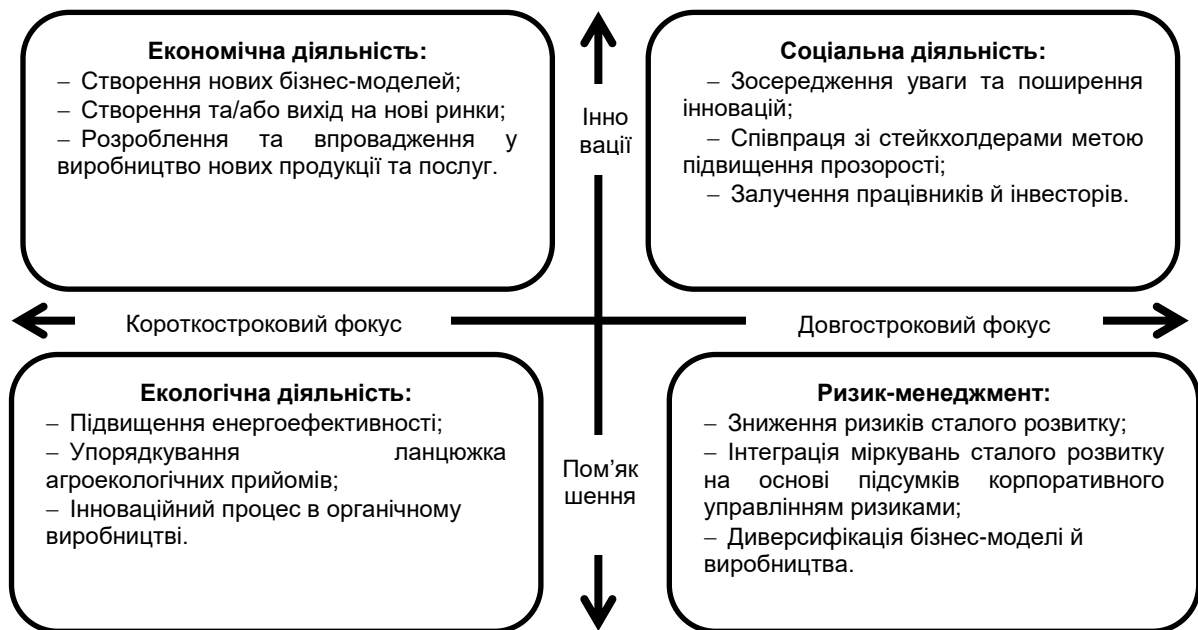 Економічна діяльність:
– Створення нових бізнес-моделей;
– Створення та/або вихід на нові ринки;
– Розроблення та впровадження у
виробництво нових продукції та послуг.
Інно
вації
Соціальна діяльність:
– Зосередження уваги та поширення
інновацій;
– Співпраця зі стейкхолдерами метою
підвищення прозорості;
– Залучення працівників й інвесторів.
Короткостроковий фокус
Довгостроковий фокус
Екологічна діяльність:
– Підвищення енергоефективності;
– Упорядкування ланцюжка
агроекологічних прийомів;
– Інноваційний процес в органічному
виробництві.
Пом’як
шення
Ризик-менеджмент:
– Зниження ризиків сталого розвитку;
– Інтеграція міркувань сталого розвитку
на основі підсумків корпоративного
управлінням ризиками;
– Диверсифікація бізнес-моделі й
виробництва.